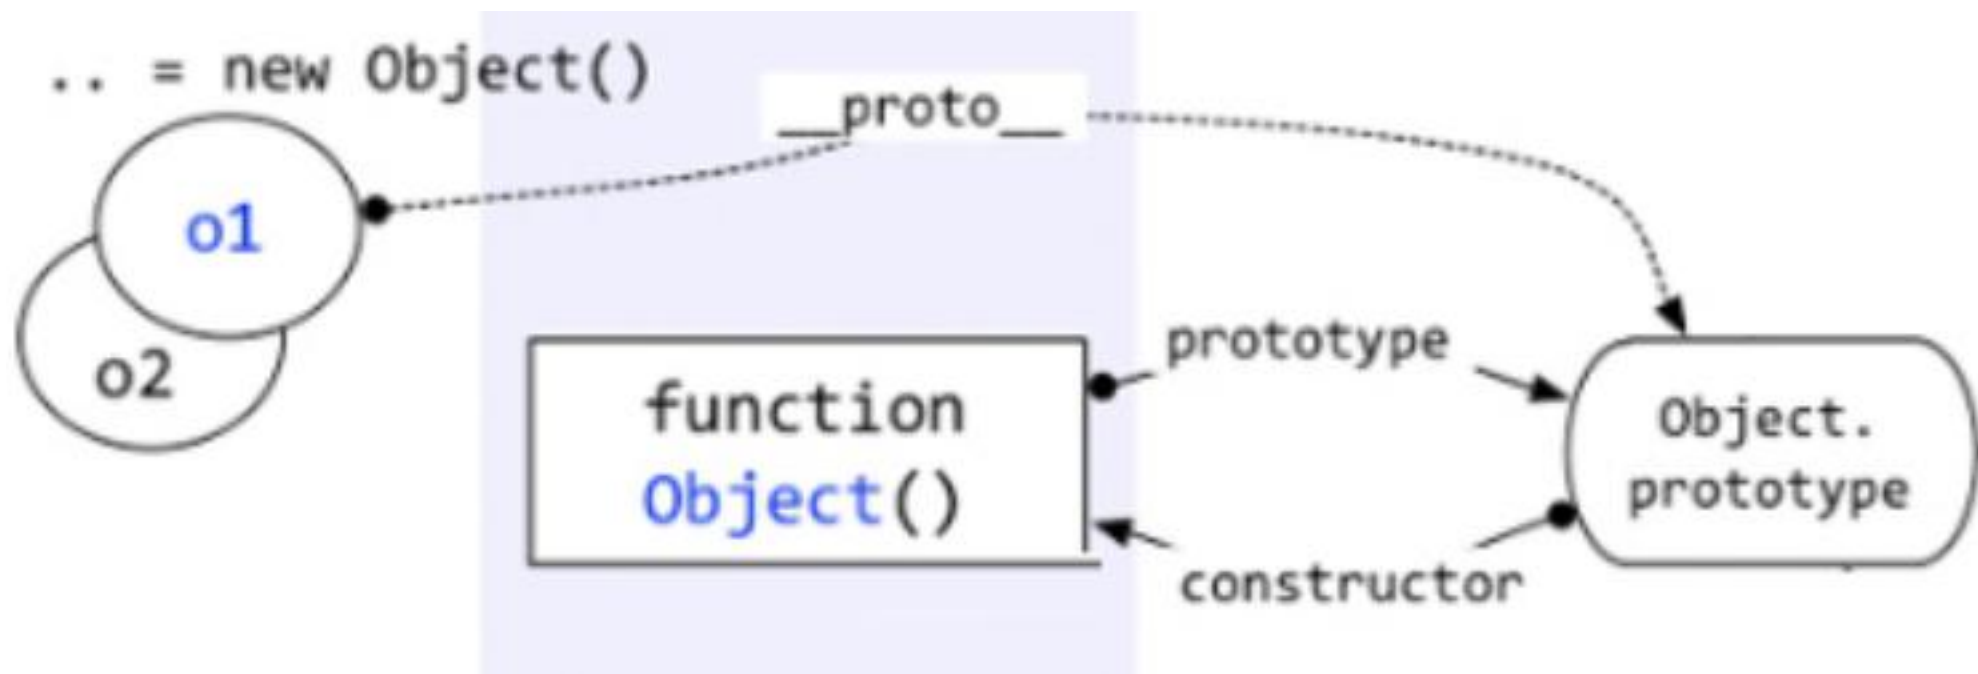 .. = new Object()
__proto__
o1
o2
prototype
function
Object()
Object.
prototype
constructor